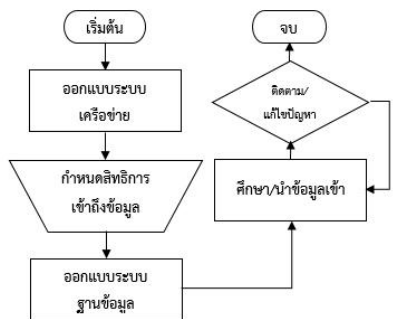 เริ่มต้น
ออกแบบระบบ
เครือข่าย
กำหนดสิทธิการ
เข้าถึงข้อมูล
ออกแบบระบบ
ฐานข้อมูล
ศึกษา/นำข้อมูลเข้า
ติดตาม/
แก้ไขปัญหา
จบ